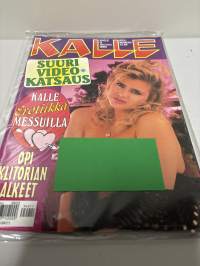 KALLE
SUURI
VIDEO-
KATSAUS
KALLE
Erotiikka
MESSUILLA
OPI
KLITORIAN
ALKEET